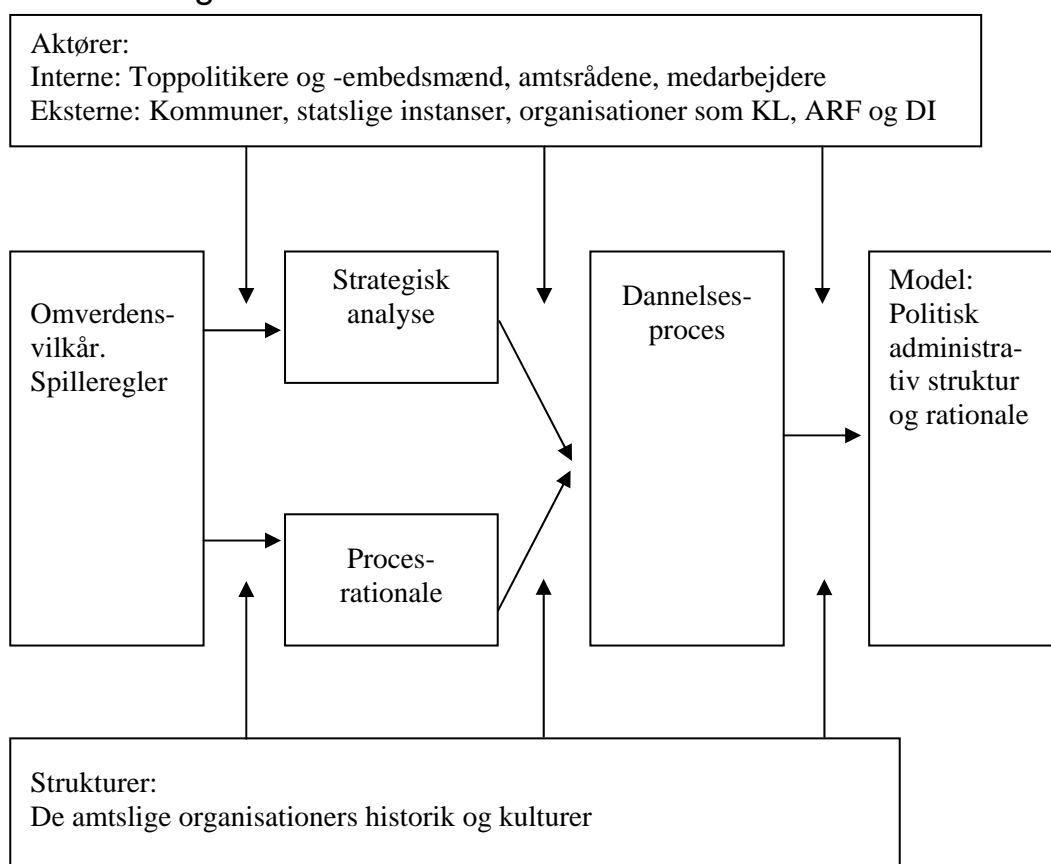 Aktører:
Interne: Toppolitikere og -embedsmænd, amtsrådene, medarbejdere
Eksterne: Kommuner, statslige instanser, organisationer som KL, ARF og DI
Omverdens-
vilkår.
Spilleregler
Strategisk
analyse
Proces-
rationale
Dannelses-
proces
Model:
Politisk
administra-
tiv struktur
og rationale
Strukturer:
De amtslige organisationers historik og kulturer